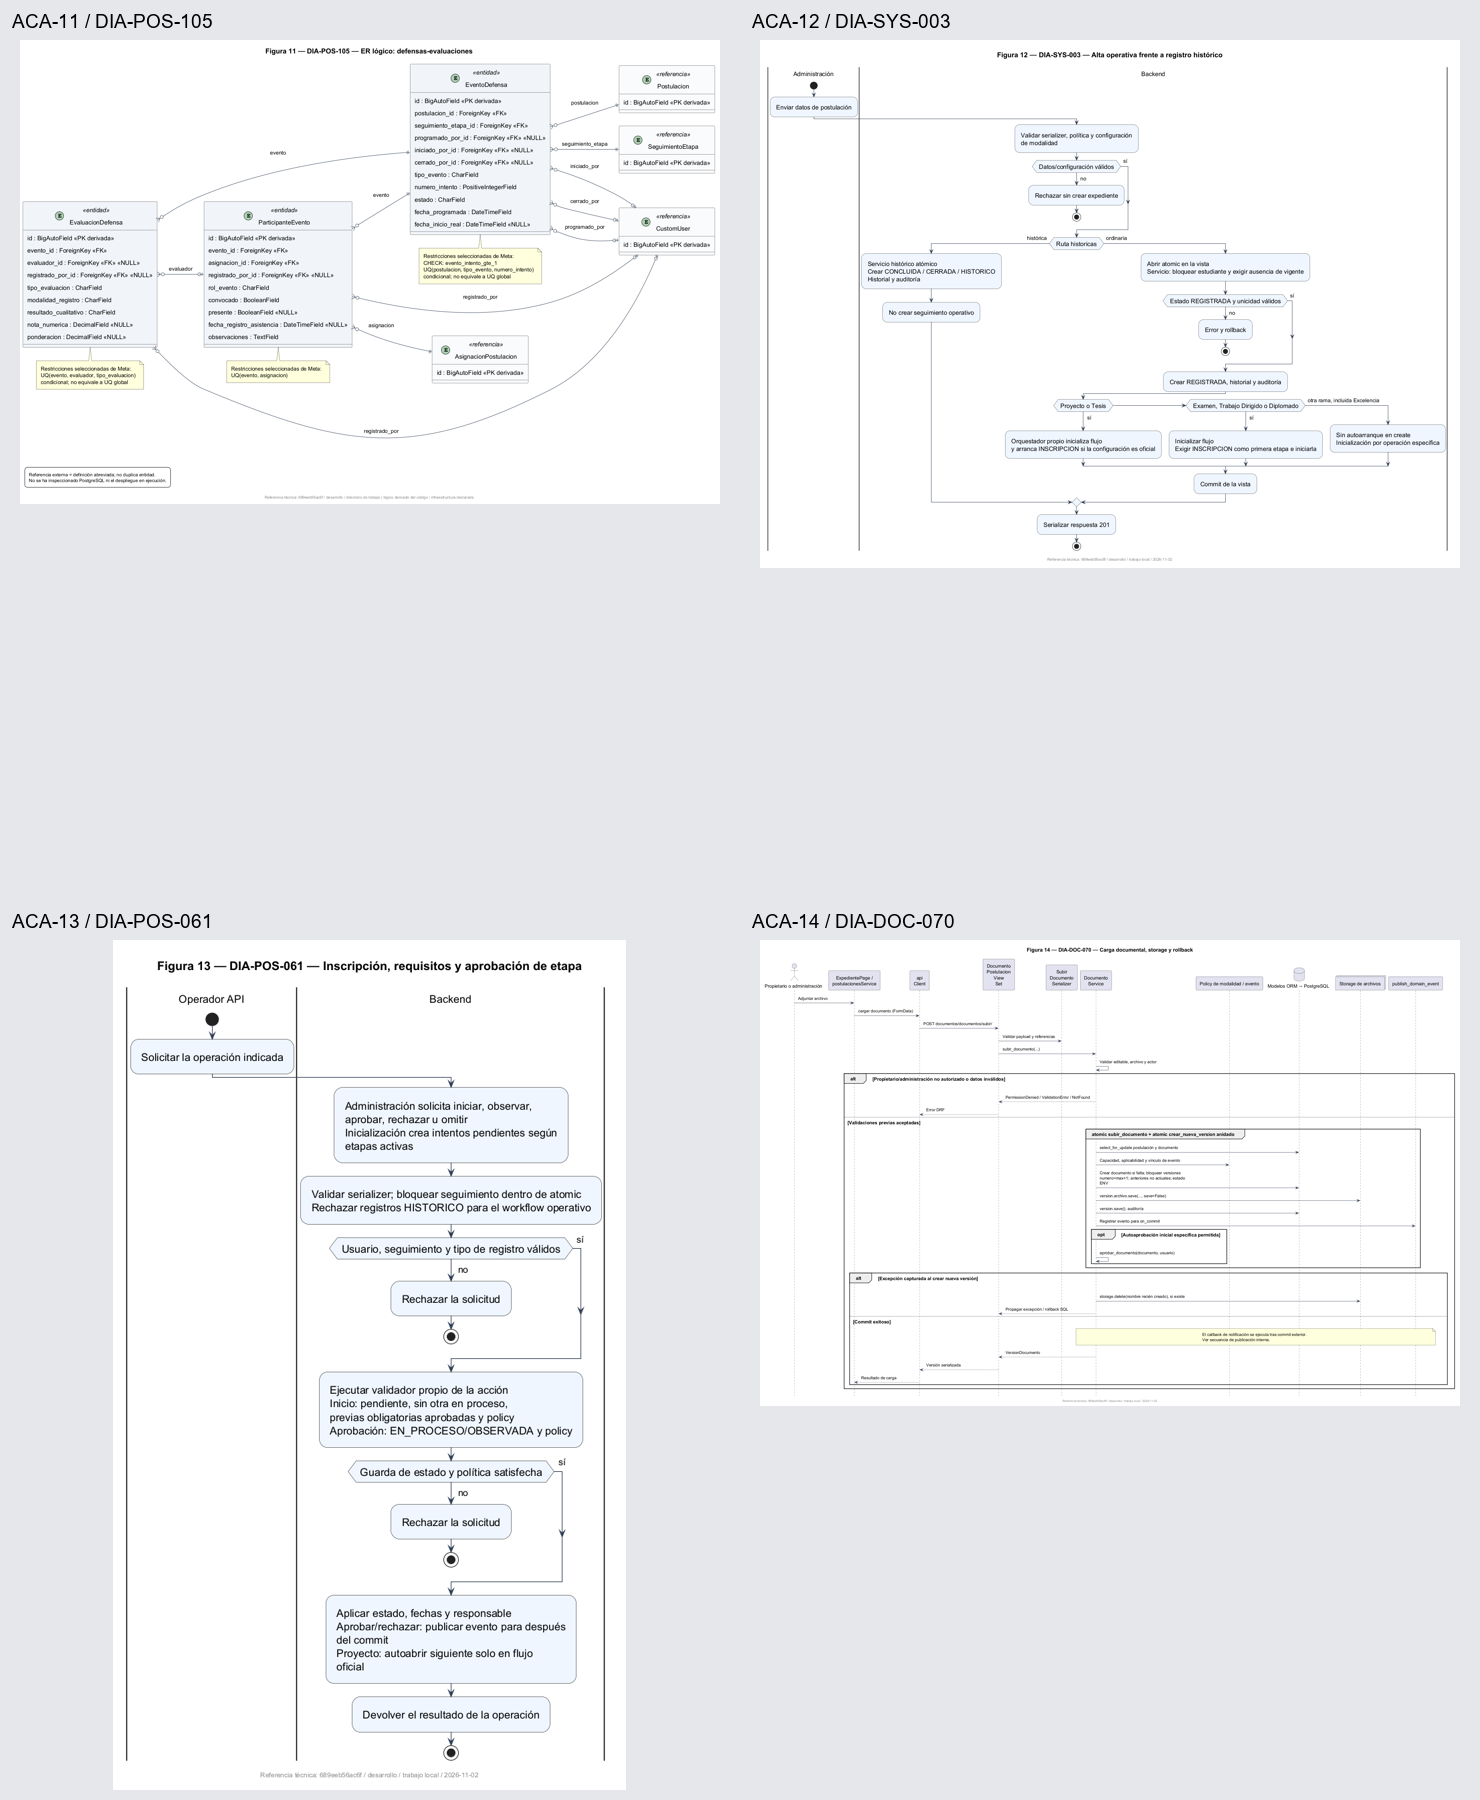 ACA-11 / DIA-POS-105
Figura 11 — DIA-POS-105 — ER lógico: defensas-evaluaciones
«entidad»
E
EventoDefensa
id : BigAutoField «PK derivada»
postulacion_id : ForeignKey «FK»
seguimiento_etapa_id : ForeignKey «FK»
programado_por_id : ForeignKey «FK» «NULL»
iniciado_por_id : ForeignKey «FK» «NULL»
cerrado_por_id : ForeignKey «FK» «NULL»
tipo_evento : CharField
numero_intento : PositiveIntegerField
estado : CharField
fecha_programada : DateTimeField
fecha_inicio_real : DateTimeField «NULL»
«referencia»
E
Postulacion
id : BigAutoField «PK derivada»
«referencia»
E
SeguimientoEtapa
id : BigAutoField «PK derivada»
«referencia»
E
CustomUser
id : BigAutoField «PK derivada»
postulacion
seguimiento_etapa
iniciado_por
cerrado_por
programado_por
evento
evento
«entidad»
E
EvaluacionDefensa
id : BigAutoField «PK derivada»
evento_id : ForeignKey «FK»
evaluador_id : ForeignKey «FK»
registrado_por_id : ForeignKey «FK» «NULL»
tipo_evaluacion : CharField
modalidad_registro : CharField
resultado_cualitativo : CharField
nota_numerica : DecimalField «NULL»
ponderacion : DecimalField «NULL»
evaluador
«entidad»
E
ParticipanteEvento
id : BigAutoField «PK derivada»
evento_id : ForeignKey «FK»
asignacion_id : ForeignKey «FK»
registrado_por_id : ForeignKey «FK» «NULL»
rol_evento : CharField
convocado : BooleanField
presente : BooleanField «NULL»
fecha_registro_asistencia : DateTimeField «NULL»
observaciones : TextField
Restricciones seleccionadas de Meta:
CHECK: evento_intento_gte_1
UQ(postulacion, tipo_evento, numero_intento)
condicional; no equivale a UQ global
registrado_por
asignacion
«referencia»
E
AsignacionPostulacion
id : BigAutoField «PK derivada»
Restricciones seleccionadas de Meta:
UQ(evento, evaluador, tipo_evaluacion)
condicional; no equivale a UQ global
Restricciones seleccionadas de Meta:
UQ(evento, asignacion)
registrado_por
Referencia externa = definición abreviada; no duplica entidad.
No se ha inspeccionado PostgreSQL ni el despliegue en ejecución.
ACA-12 / DIA-SYS-003
Figura 12 — DIA-SYS-003 — Alta operativa frente a registro histórico
Administración
Backend
Enviar datos de postulación
Validar serializer, política y configuración
de modalidad
Datos/configuración válidos
sí
no
Rechazar sin crear expediente
histórica
Ruta historicas
ordinaria
Servicio histórico atómico
Crear CONCLUIDA / CERRADA / HISTORICO
Historial y auditoría
No crear seguimiento operativo
Abrir atomic en la vista
Servicio: bloquear estudiante y exigir ausencia de vigente
Estado REGISTRADA y unicidad válidos
sí
no
Error y rollback
Crear REGISTRADA, historial y auditoría
Proyecto o Tesis
Examen, Trabajo Dirigido o Diplomado
otra rama, incluida Excelencia
sí
sí
Orquestador propio inicializa flujo
y arranca INSCRIPCION si la configuración es oficial
Inicializar flujo
Exigir INSCRIPCION como primera etapa e iniciarla
Sin autoarranque en create
Inicialización por operación específica
Commit de la vista
Serializar respuesta 201
ACA-13 / DIA-POS-061
Figura 13 — DIA-POS-061 — Inscripción, requisitos y aprobación de etapa
Operador API
Backend
Solicitar la operación indicada
Administración solicita iniciar, observar,
aprobar, rechazar u omitir
Inicialización crea intentos pendientes según
etapas activas
Validar serializer; bloquear seguimiento dentro de atomic
Rechazar registros HISTORICO para el workflow operativo
Usuario, seguimiento y tipo de registro válidos
sí
no
Rechazar la solicitud
Ejecutar validador propio de la acción
Inicio: pendiente, sin otra en proceso,
previas obligatorias aprobadas y policy
Aprobación: EN_PROCESO/OBSERVADA y policy
Guarda de estado y política satisfecha
sí
no
Rechazar la solicitud
Aplicar estado, fechas y responsable
Aprobar/rechazar: publicar evento para después
del commit
Proyecto: autoabrir siguiente solo en flujo
oficial
Devolver el resultado de la operación
Referencia técnica: 689eeb56ac6f / desarrollo / trabajo local / 2026-11-02
ACA-14 / DIA-DOC-070
Figura 14 — DIA-DOC-070 — Carga documental, storage y rollback
Propietario o administración
ExpedientePage /
postulacionesService
api
Client
Documento
Postulacion
View
Set
Subir
Documento
Serializer
Documento
Service
Policy de modalidad / evento
Modelos ORM → PostgreSQL
Storage de archivos
publish_domain_event
Adjuntar archivo
cargar documento (FormData)
POST documentos/documentos/subir/
Validar payload y referencias
subir_documento(...)
Validar editable, archivo y actor
alt
[Propietario/administración no autorizado o datos inválidos]
PermissionDenied / ValidationError / NotFound
Error DRF
[Validaciones previas aceptadas]
atomic subir_documento + atomic crear_nueva_version anidado
select_for_update postulación y documento
Capacidad, aplicabilidad y vínculo de evento
Crear documento si falta; bloquear versiones
numero=max+1; anteriores no actuales; estado
ENV
version.archivo.save(..., save=False)
version.save(); auditoría
Registrar evento para on_commit
opt
[Autoaprobación inicial específica permitida]
aprobar_documento(documento, usuario)
alt
[Excepción capturada al crear nueva versión]
storage.delete(nombre recién creado), si existe
Propagar excepción / rollback SQL
[Commit exitoso]
El callback de notificación se ejecuta tras commit exterior.
Ver secuencia de publicación interna.
VersionDocumento
Versión serializada
Resultado de carga